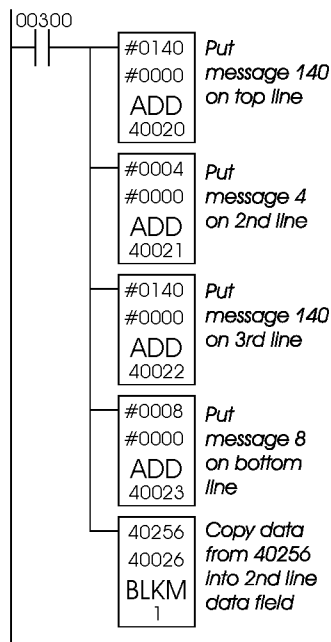 00300
#0140
#0000
ADD
40020
Put
message 140
on top line
#0004
#0000
ADD
40021
Put
message 4
on 2nd line
#0140
#0000
ADD
40022
Put
message 140
on 3rd line
#0008
#0000
ADD
40023
Put
message 8
on bottom
line
40256
40026
BLKM
1
Copy data
from 40256
into 2nd line
data field